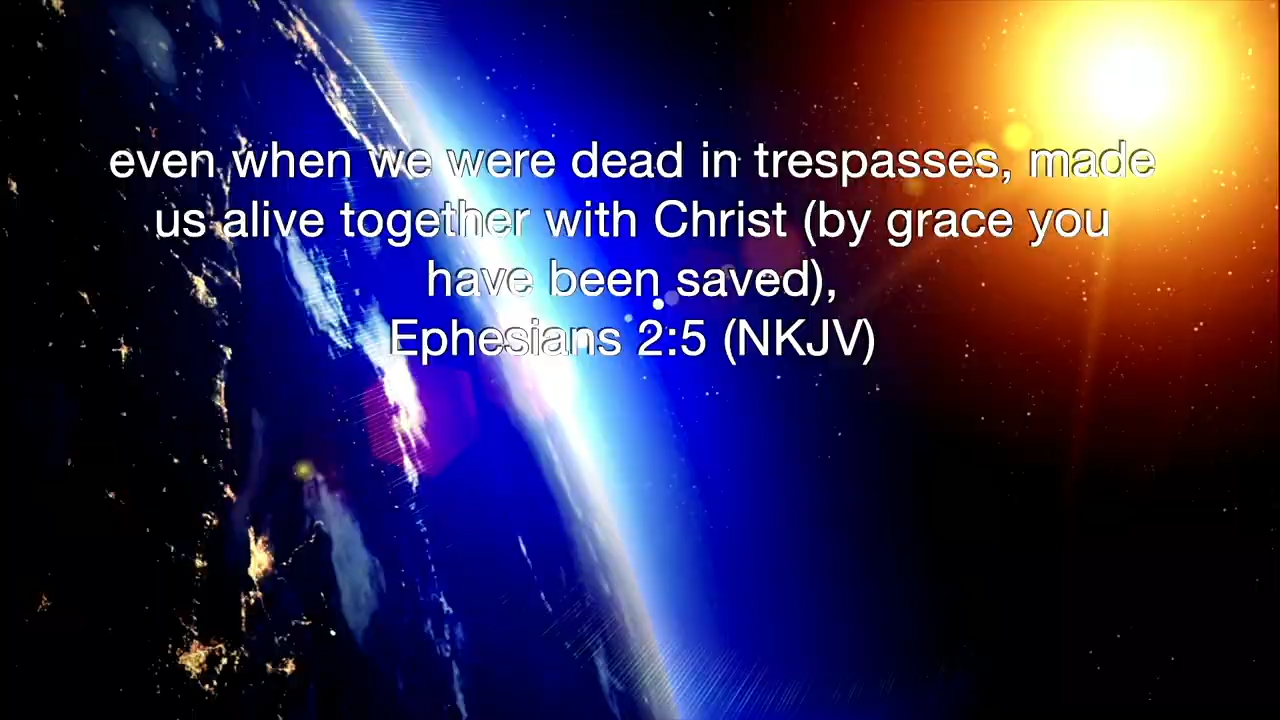 even when we were dead in trespasses, made
us alive together with Christ (by grace you
have been saved),
Ephesians 2:5 (NKJV)